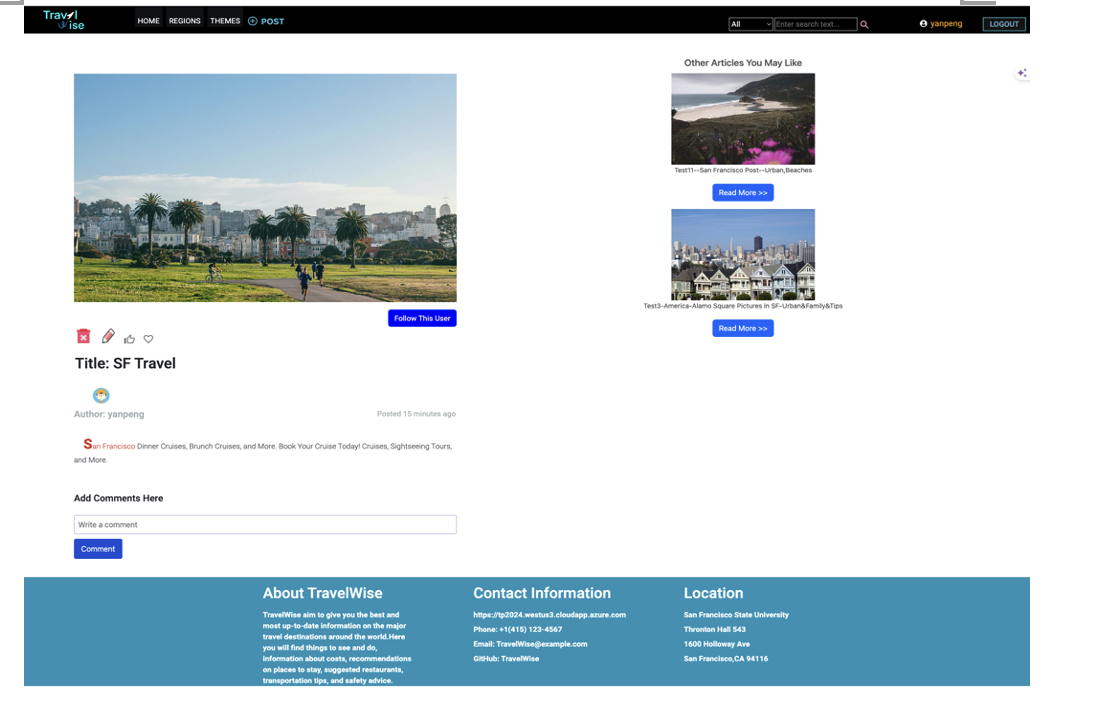 TravelWise
HOME REGIONS THEMES POST
All Enter search text... yanpeng LOGOUT
Follow This User
Title: SF Travel
Author: yanpeng Posted 15 minutes ago
San Francisco Dinner Cruises, Brunch Cruises, and More. Book Your Cruise Today! Cruises, Sightseeing Tours,
and More.
Add Comments Here
Write a comment
Comment
Other Articles You May Like
Test11--San Francisco Post--Urban,Beaches
Read More >>
Test3-America-Alamo Square Pictures in SF-Urban&Family&Tips
Read More >>
About TravelWise
TravelWise aim to give you the best and
most up-to-date information on the major
travel destinations around the world.Here
you will find things to see and do,
information about costs, recommendations
on places to stay, suggested restaurants,
transportation tips, and safety advice.
Contact Information
https://tp2024.westus3.cloudapp.azure.com
Phone: +1(415) 123-4567
Email: TravelWise@example.com
GitHub: TravelWise
Location
San Francisco State University
Thronton Hall 543
1600 Holloway Ave
San Francisco,CA 94116